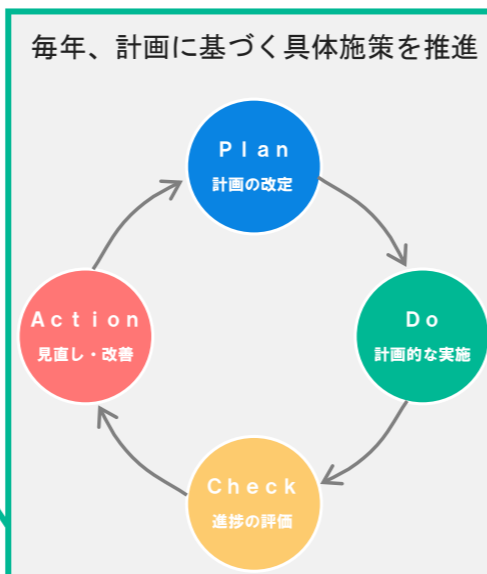 毎年、計画に基づく具体施策を推進
Plan
計画の改定
Do
計画的な実施
Check
進捗の評価
Action
見直し・改善